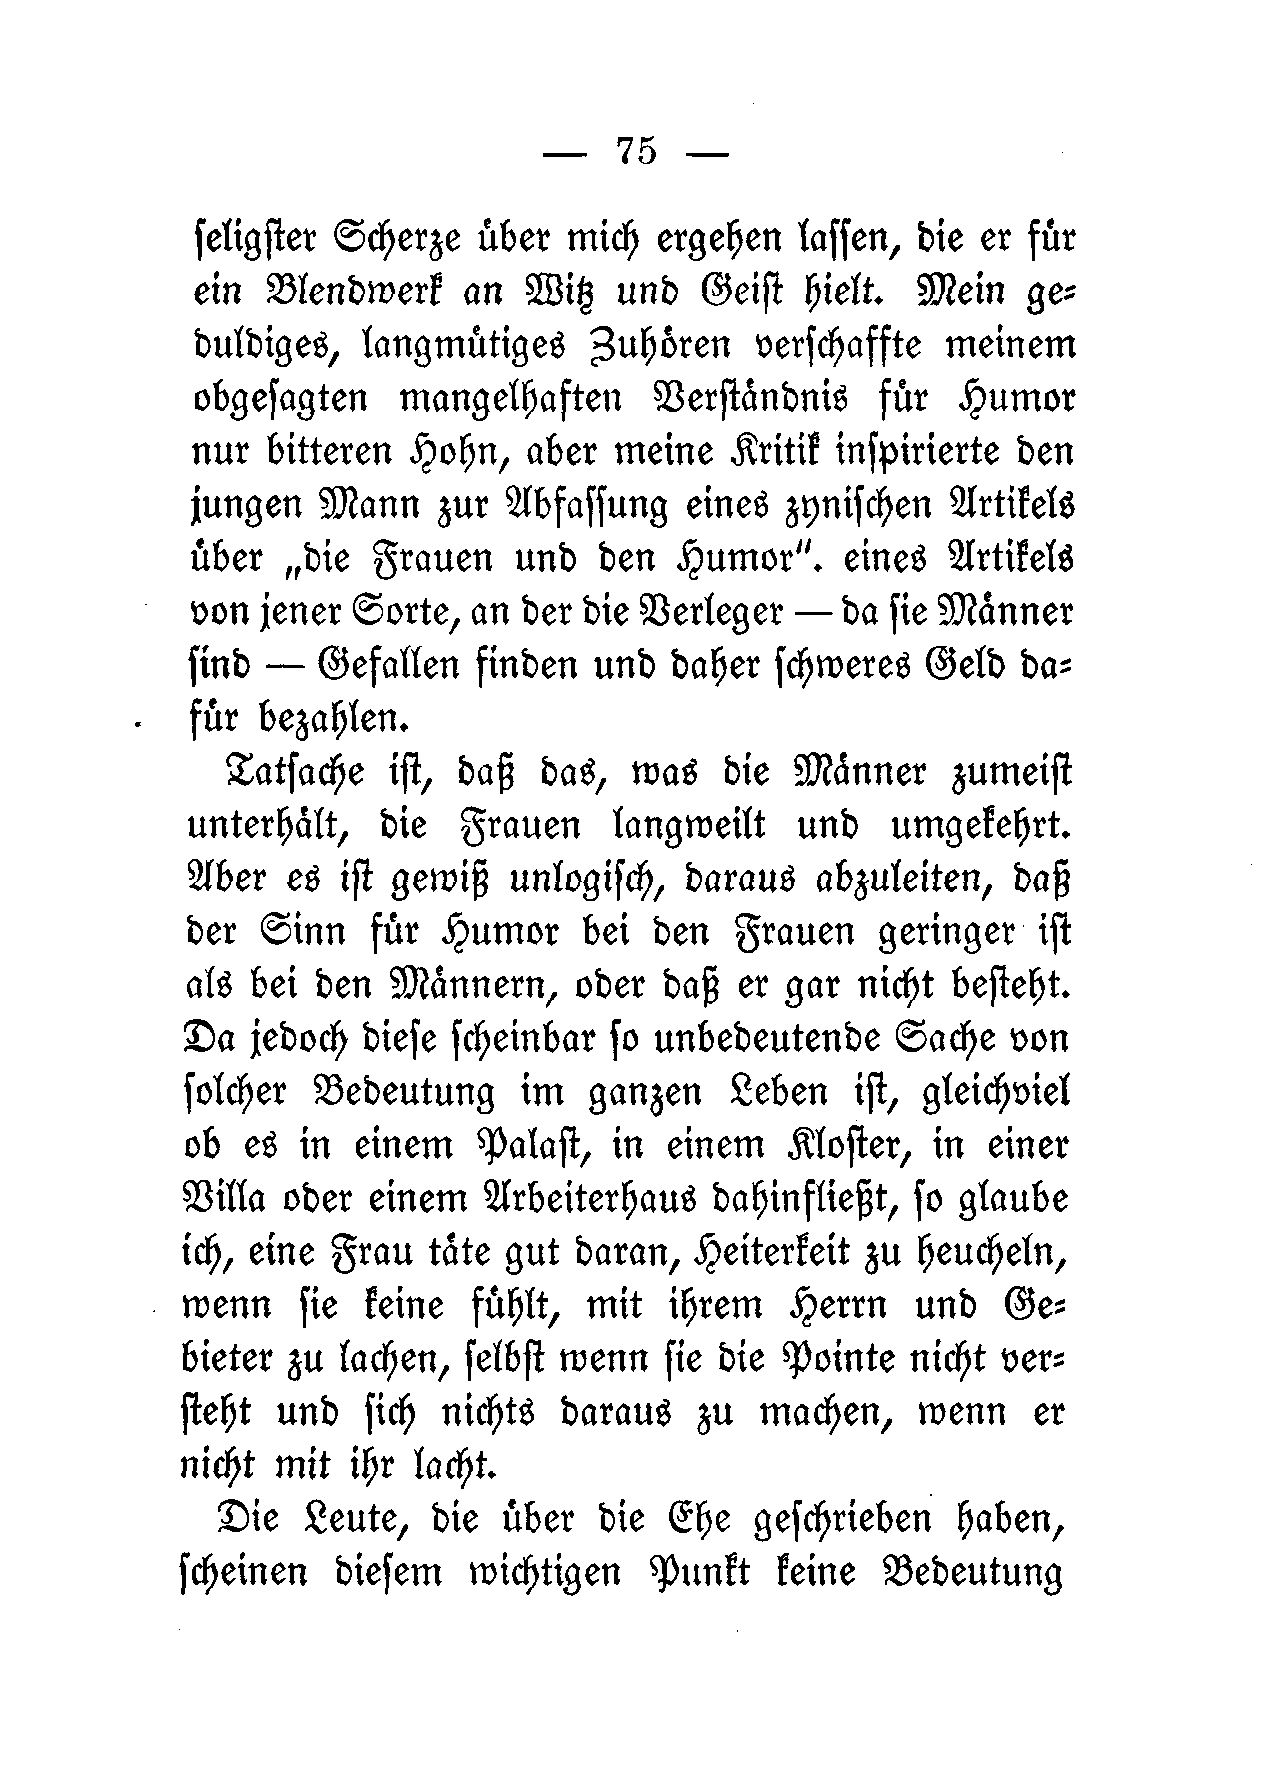 — 75 —
seligster Scherze über mich ergehen lassen, die er für
ein Blendwerk an Witz und Geist hielt. Mein ge-
duldiges, langmütiges Zuhören verschaffte meinem
obgesagten mangelhaften Verständnis für Humor
nur bitteren Hohn, aber meine Kritik inspirierte den
jungen Mann zur Abfassung eines zynischen Artikels
über „die Frauen und den Humor". eines Artikels
von jener Sorte, an der die Verleger — da sie Männer
sind — Gefallen finden und daher schweres Geld da-
für bezahlen.
Tatsache ist, daß das, was die Männer zumeist
unterhält, die Frauen langweilt und umgekehrt.
Aber es ist gewiß unlogisch, daraus abzuleiten, daß
der Sinn für Humor bei den Frauen geringer ist
als bei den Männern, oder daß er gar nicht besteht.
Da jedoch diese scheinbar so unbedeutende Sache von
solcher Bedeutung im ganzen Leben ist, gleichviel
ob es in einem Palast, in einem Kloster, in einer
Villa oder einem Arbeiterhaus dahinfließt, so glaube
ich, eine Frau täte gut daran, Heiterkeit zu heucheln,
wenn sie keine fühlt, mit ihrem Herrn und Ge-
bieter zu lachen, selbst wenn sie die Pointe nicht ver-
steht und sich nichts daraus zu machen, wenn er
nicht mit ihr lacht.
Die Leute, die über die Ehe geschrieben haben,
scheinen diesem wichtigen Punkt keine Bedeutung